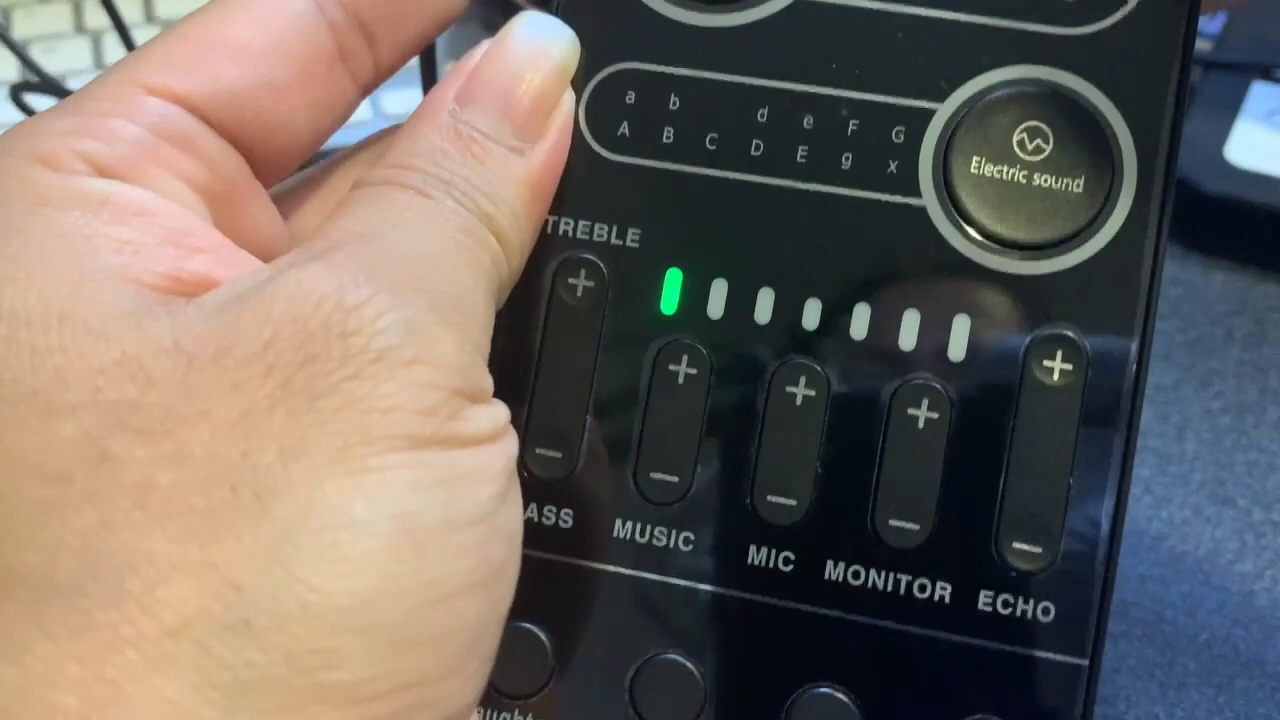 a b d e F G
A B C D E g x
Electric sound
TREBLE
+ + + + +
- - - - -
ASS MUSIC MIC MONITOR ECHO